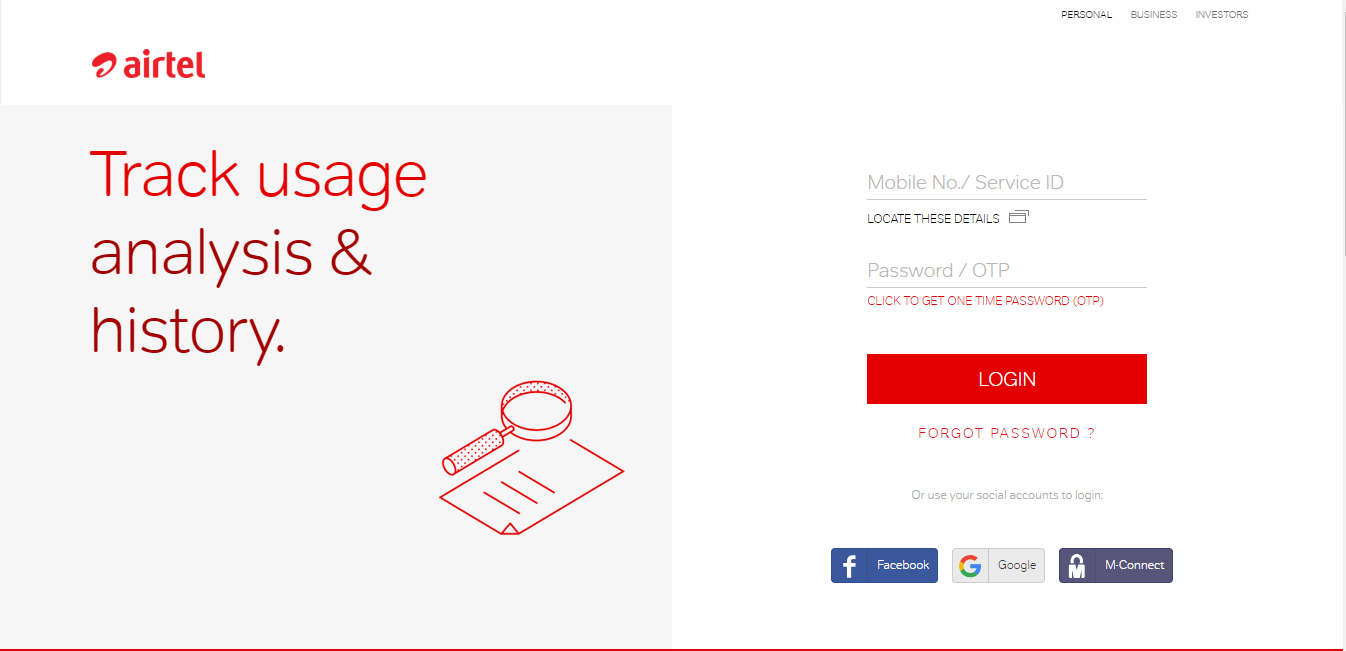 PERSONAL BUSINESS INVESTORS
airtel
Track usage
analysis &
history.
Mobile No./ Service ID
LOCATE THESE DETAILS
Password / OTP
CLICK TO GET ONE TIME PASSWORD (OTP)
LOGIN
FORGOT PASSWORD ?
Or use your social accounts to login:
Facebook Google M-Connect